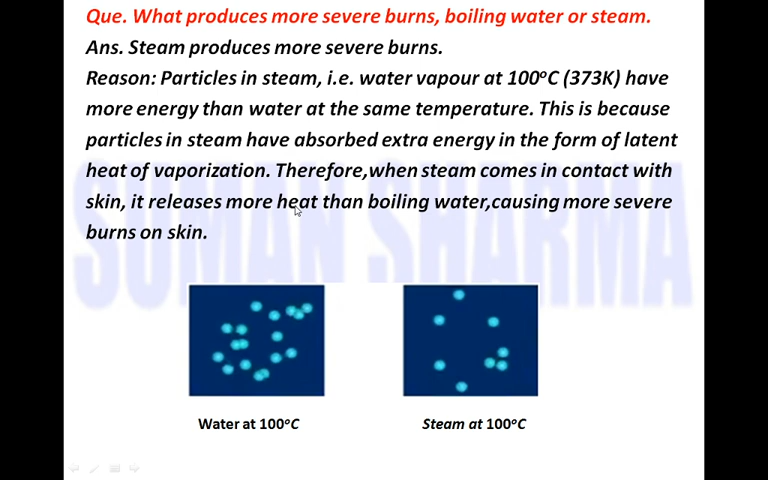 Que. What produces more severe burns, boiling water or steam.
Ans. Steam produces more severe burns.
Reason: Particles in steam, i.e. water vapour at 100°C (373K) have
more energy than water at the same temperature. This is because
particles in steam have absorbed extra energy in the form of latent
heat of vaporization. Therefore,when steam comes in contact with
skin, it releases more heat than boiling water,causing more severe
burns on skin.
SUMAN SHARMA
Water at 100°C
Steam at 100°C